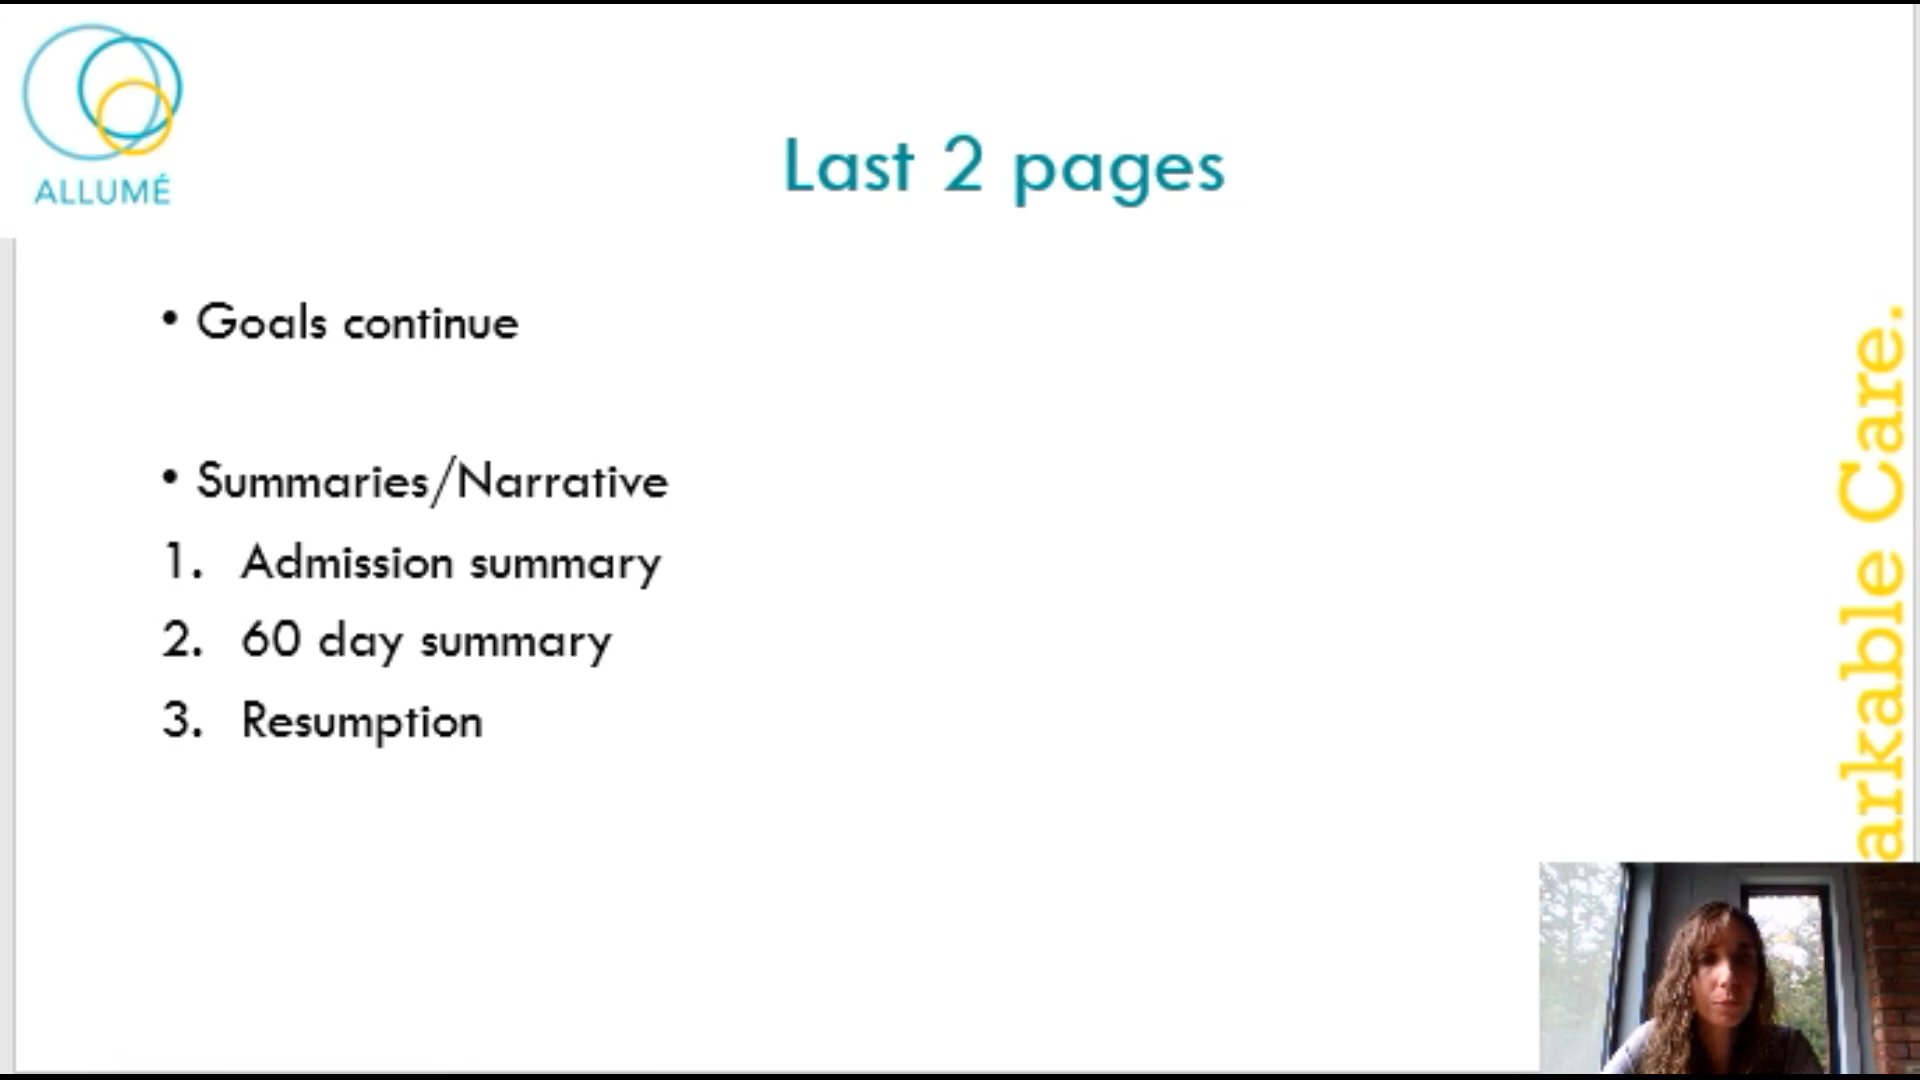 ALLUMÉ
Last 2 pages
• Goals continue
• Summaries/Narrative
1. Admission summary
2. 60 day summary
3. Resumption
arkable Care.